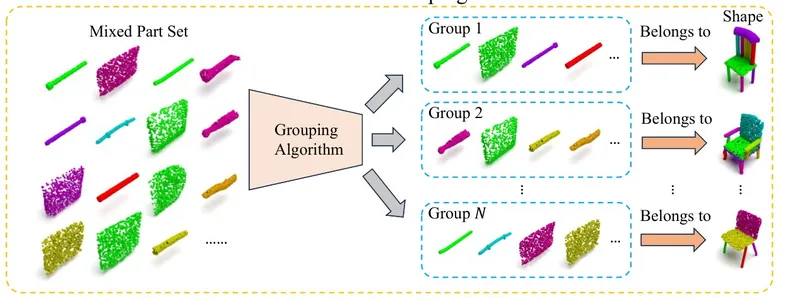 Mixed Part Set
......
Grouping
Algorithm
Group 1
...
Belongs to
Shape
Group 2
...
Belongs to
Group N
...
Belongs to